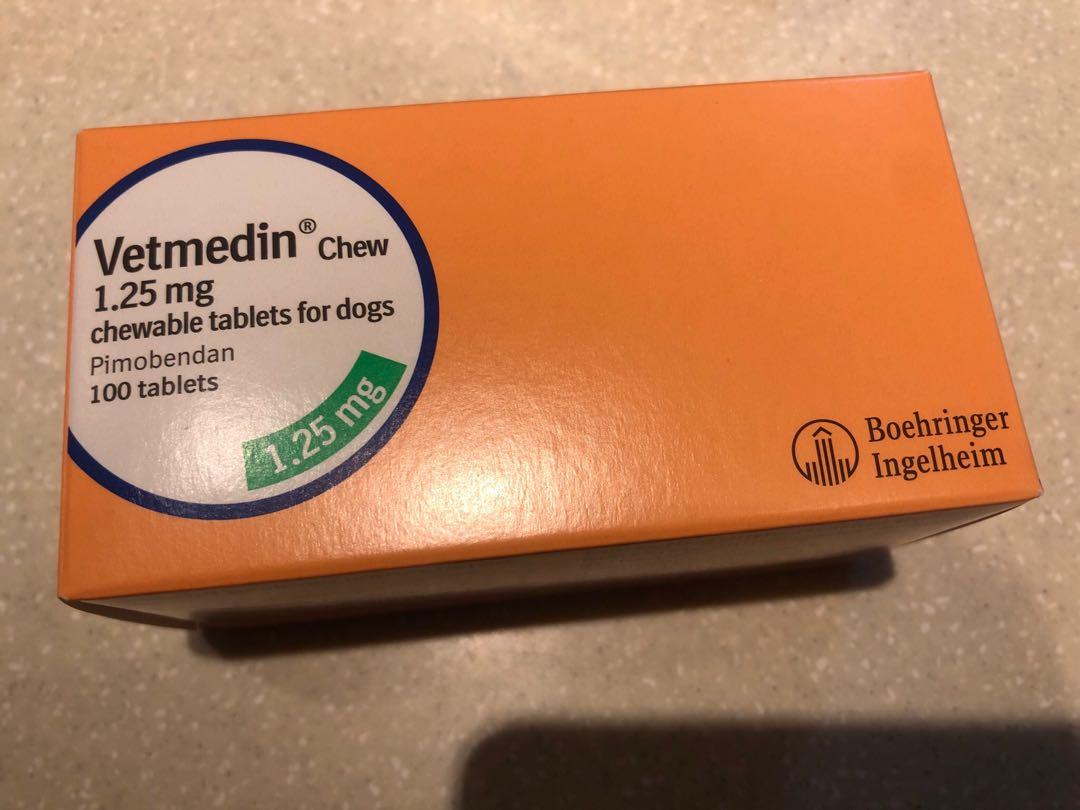 Vetmedin® Chew
1.25 mg
chewable tablets for dogs
Pimobendan
100 tablets
1.25 mg
Boehringer
Ingelheim